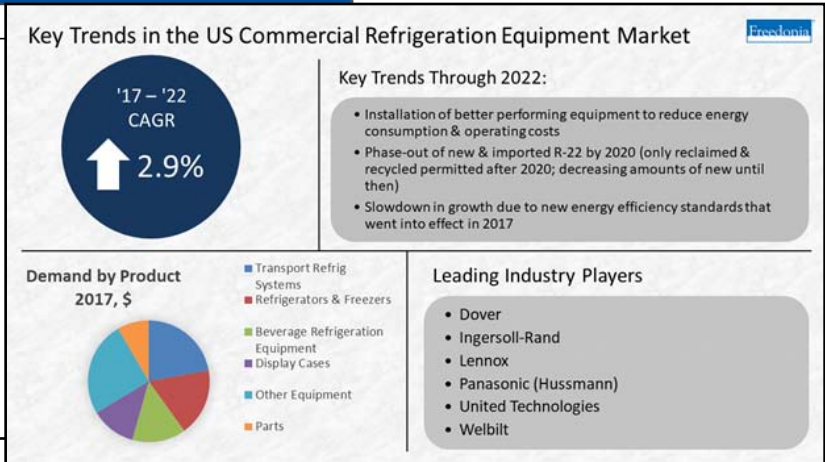 Key Trends in the US Commercial Refrigeration Equipment Market
Freedonia
'17 – '22
CAGR
2.9%
Key Trends Through 2022:
• Installation of better performing equipment to reduce energy
consumption & operating costs
• Phase-out of new & imported R-22 by 2020 (only reclaimed &
recycled permitted after 2020; decreasing amounts of new until
then)
• Slowdown in growth due to new energy efficiency standards that
went into effect in 2017
Demand by Product
2017, $
Transport Refrig
Systems
Refrigerators & Freezers
Beverage Refrigeration
Equipment
Display Cases
Other Equipment
Parts
Leading Industry Players
• Dover
• Ingersoll-Rand
• Lennox
• Panasonic (Hussmann)
• United Technologies
• Welbilt